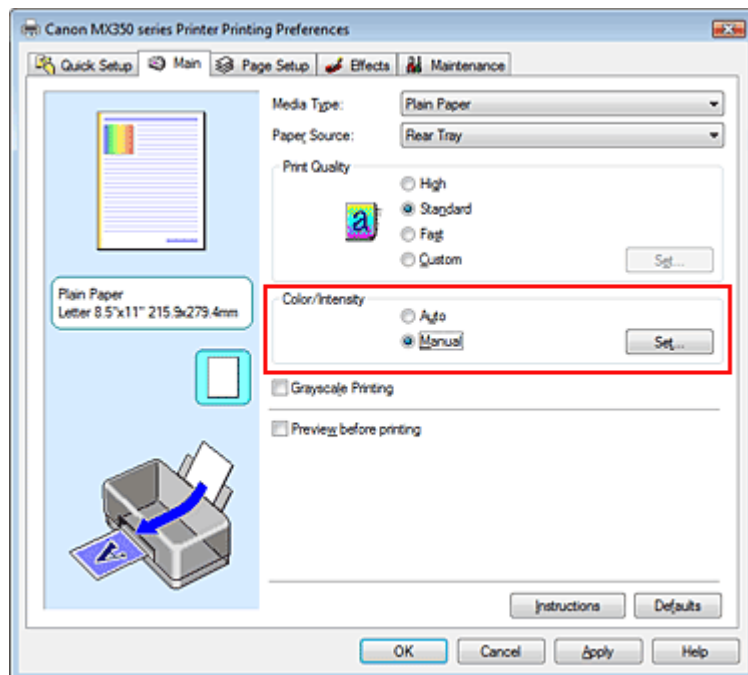 Canon MX350 series Printer Printing Preferences
Quick Setup Main Page Setup Effects Maintenance
Media Type: Plain Paper
Paper Source: Rear Tray
Print Quality
High
Standard
Fast
Custom Set...
Plain Paper
Letter 8.5"x11" 215.9x279.4mm
Color/Intensity
Auto
Manual Set...
Grayscale Printing
Preview before printing
Instructions Defaults
OK Cancel Apply Help